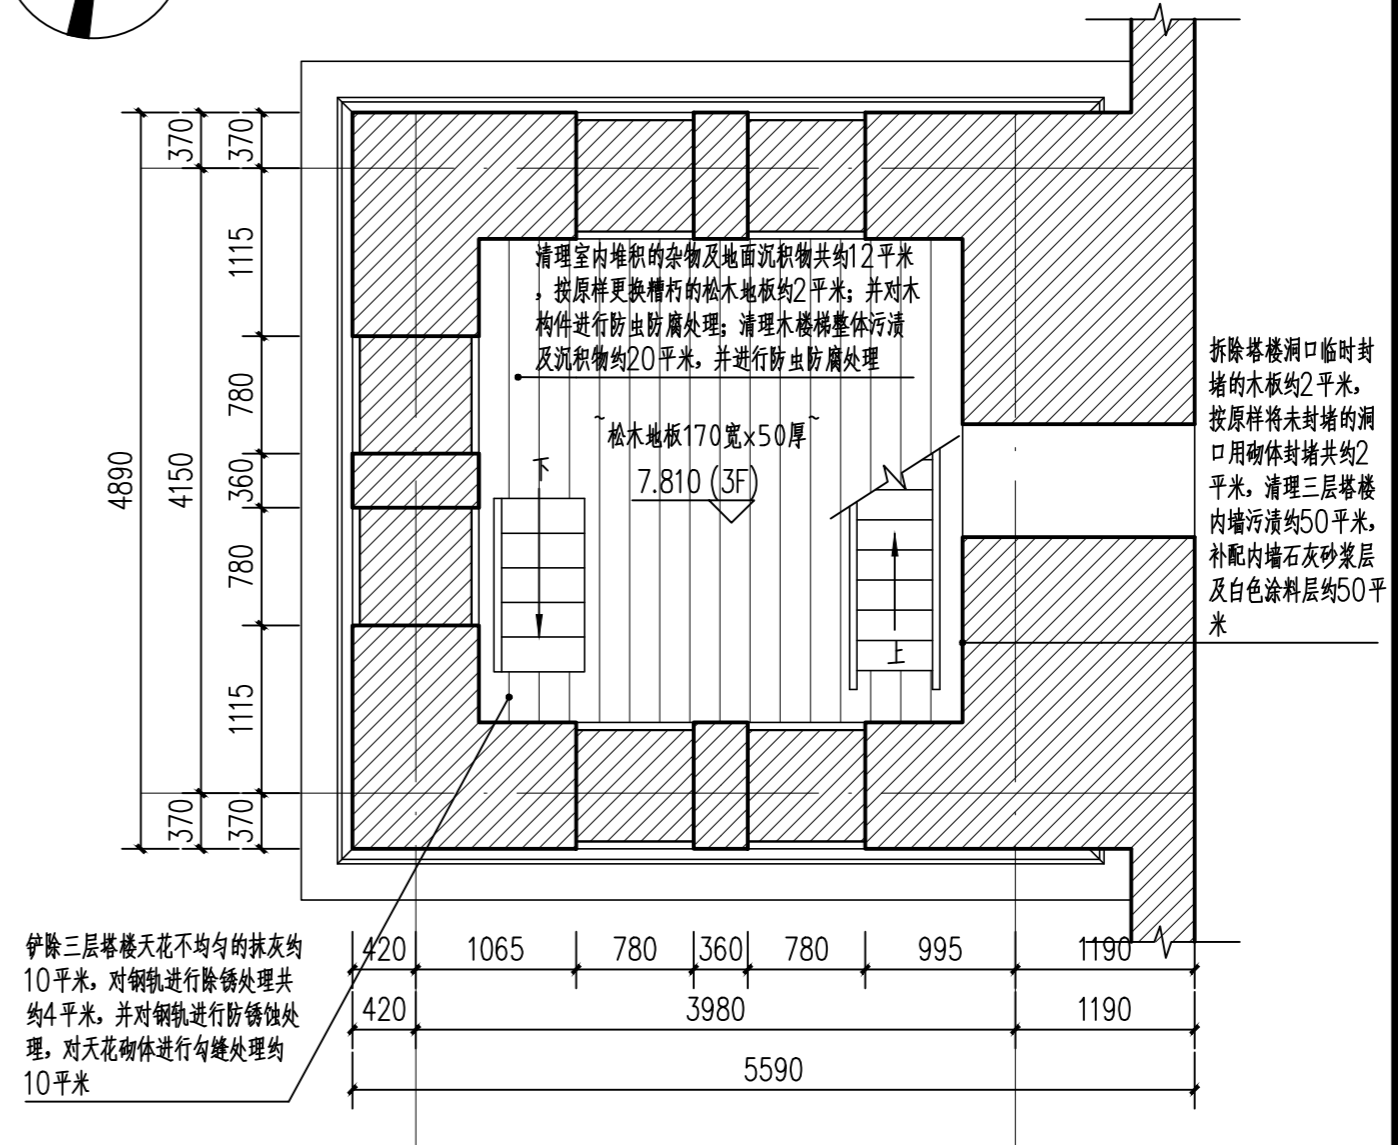 清理室内堆积的杂物及地面沉积物共约12平米
，按原样更换糟朽的松木地板约2平米；并对木
构件进行防虫防腐处理；清理木楼梯整体污渍
及沉积物约20平米，并进行防虫防腐处理
~松木地板170宽x50厚~
7.810 (3F)
下
上
拆除塔楼洞口临时封
堵的木板约2平米，
按原样将未封堵的洞
口用砌体封堵共约2
平米，清理三层塔楼
内墙污渍约50平米，
补配内墙石灰砂浆层
及白色涂料层约50平
米
370
1115
780
360
780
1115
370
370
4150
370
4890
铲除三层塔楼天花不均匀的抹灰约
10平米，对钢轨进行除锈处理共
约4平米，并对钢轨进行防锈蚀处
理，对天花砌体进行勾缝处理约
10平米
420 1065 780 360 780 995 1190
420 3980 1190
5590